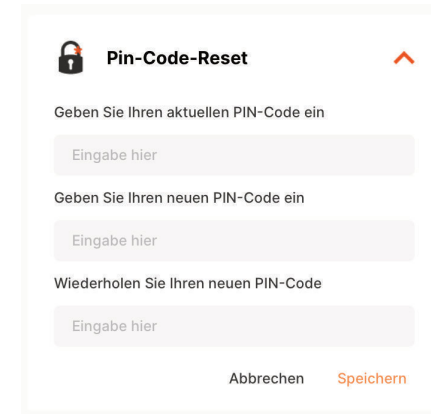 Pin-Code-Reset
Geben Sie Ihren aktuellen PIN-Code ein
Eingabe hier
Geben Sie Ihren neuen PIN-Code ein
Eingabe hier
Wiederholen Sie Ihren neuen PIN-Code
Eingabe hier
Abbrechen Speichern